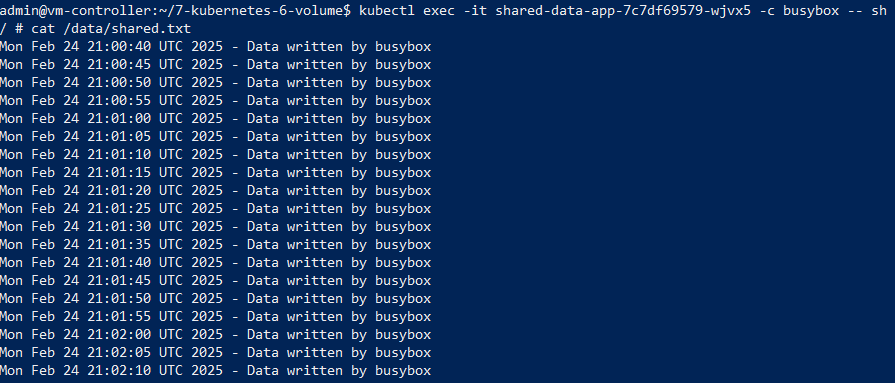 admin@vm-controller:~/7-kubernetes-6-volume$ kubectl exec -it shared-data-app-7c7df69579-wjvx5 -c busybox -- sh
/ # cat /data/shared.txt
Mon Feb 24 21:00:40 UTC 2025 - Data written by busybox
Mon Feb 24 21:00:45 UTC 2025 - Data written by busybox
Mon Feb 24 21:00:50 UTC 2025 - Data written by busybox
Mon Feb 24 21:00:55 UTC 2025 - Data written by busybox
Mon Feb 24 21:01:00 UTC 2025 - Data written by busybox
Mon Feb 24 21:01:05 UTC 2025 - Data written by busybox
Mon Feb 24 21:01:10 UTC 2025 - Data written by busybox
Mon Feb 24 21:01:15 UTC 2025 - Data written by busybox
Mon Feb 24 21:01:20 UTC 2025 - Data written by busybox
Mon Feb 24 21:01:25 UTC 2025 - Data written by busybox
Mon Feb 24 21:01:30 UTC 2025 - Data written by busybox
Mon Feb 24 21:01:35 UTC 2025 - Data written by busybox
Mon Feb 24 21:01:40 UTC 2025 - Data written by busybox
Mon Feb 24 21:01:45 UTC 2025 - Data written by busybox
Mon Feb 24 21:01:50 UTC 2025 - Data written by busybox
Mon Feb 24 21:01:55 UTC 2025 - Data written by busybox
Mon Feb 24 21:02:00 UTC 2025 - Data written by busybox
Mon Feb 24 21:02:05 UTC 2025 - Data written by busybox
Mon Feb 24 21:02:10 UTC 2025 - Data written by busybox